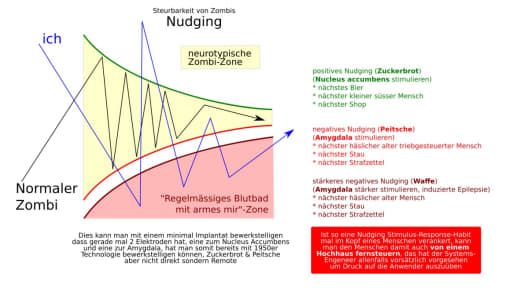 Steuerbarkeit von Zombis
Nudging
ich
neurotypische
Zombi-Zone
positives Nudging (Zuckerbrot)
(Nucleus accumbens stimulieren)
* nächstes Bier
* nächster kleiner süsser Mensch
* nächster Shop
negatives Nudging (Peitsche)
(Amygdala stimulieren)
* nächster häslicher alter triebgesteuerter Mensch
* nächster Stau
* nächster Strafzettel
Normaler
Zombi
"Regelmässiges Blutbad
mit armes mir"-Zone
stärkeres negatives Nudging (Waffe)
(Amygdala stärker stimulieren, induzierte Epilepsie)
* nächster häslicher alter Mensch
* nächster Stau
* nächster Strafzettel
Dies kann man mit einem minimal Implantat bewerkstelligen
dass gerade mal 2 Elektroden hat, eine zum Nucleus Accumbens
und eine zur Amygdala, hat man somit bereits mit 1950er
Technologie bewerkstelligen können, Zuckerbrot & Peitsche
aber nicht direkt sondern Remote
Ist so eine Nudging Stimulus-Response-Habit
mal im Kopf eines Menschen verankert, kann
man den Menschen damit auch von einem
Hochhaus fernsteuern, das hat der Systems-
Engineer allenfalls vorsätzlich vorgesehen
um Druck auf die Anwender auszuüben